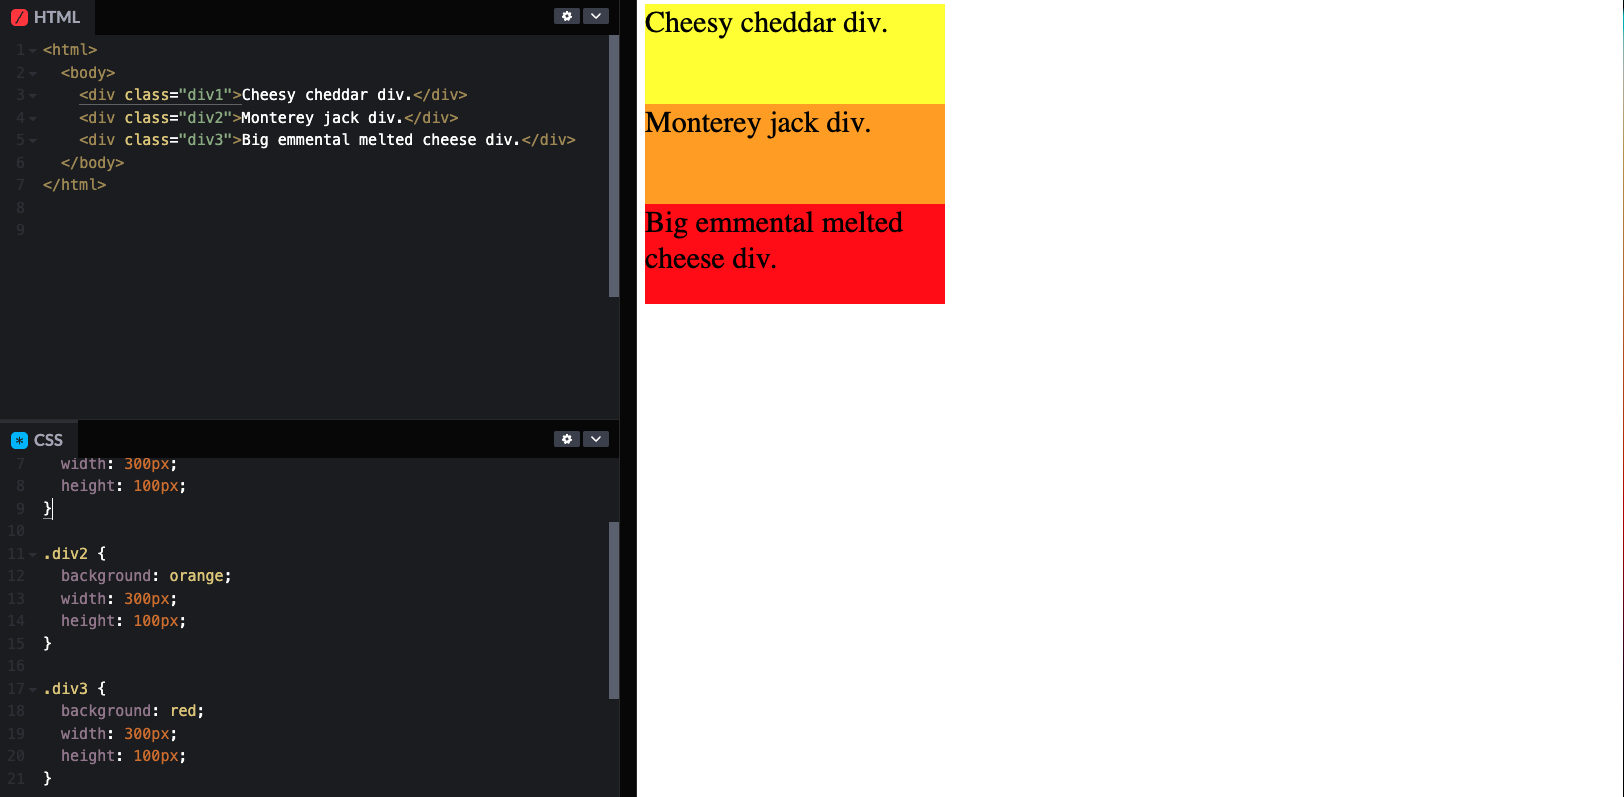 HTML
1 <html>
2 <body>
3 <div class="div1">Cheesy cheddar div.</div>
4 <div class="div2">Monterey jack div.</div>
5 <div class="div3">Big emmental melted cheese div.</div>
6 </body>
7 </html>
8
9
CSS
7 width: 300px;
8 height: 100px;
9 }
10
11 .div2 {
12 background: orange;
13 width: 300px;
14 height: 100px;
15 }
16
17 .div3 {
18 background: red;
19 width: 300px;
20 height: 100px;
21 }
Cheesy cheddar div.
Monterey jack div.
Big emmental melted
cheese div.